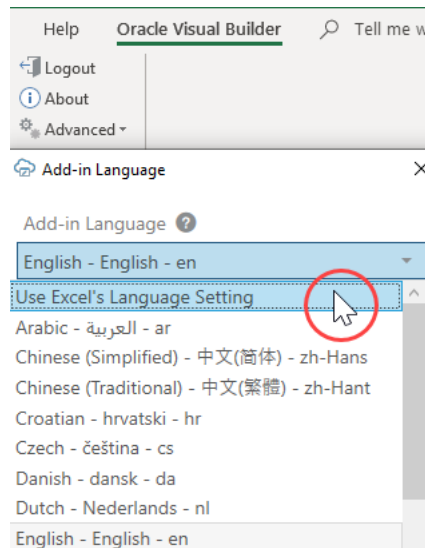 Help Oracle Visual Builder Tell me w
Logout
About
Advanced
Add-in Language
Add-in Language ?
English - English - en
Use Excel's Language Setting
Arabic - العربية - ar
Chinese (Simplified) - 中文(简体) - zh-Hans
Chinese (Traditional) - 中文(繁體) - zh-Hant
Croatian - hrvatski - hr
Czech - čeština - cs
Danish - dansk - da
Dutch - Nederlands - nl
English - English - en